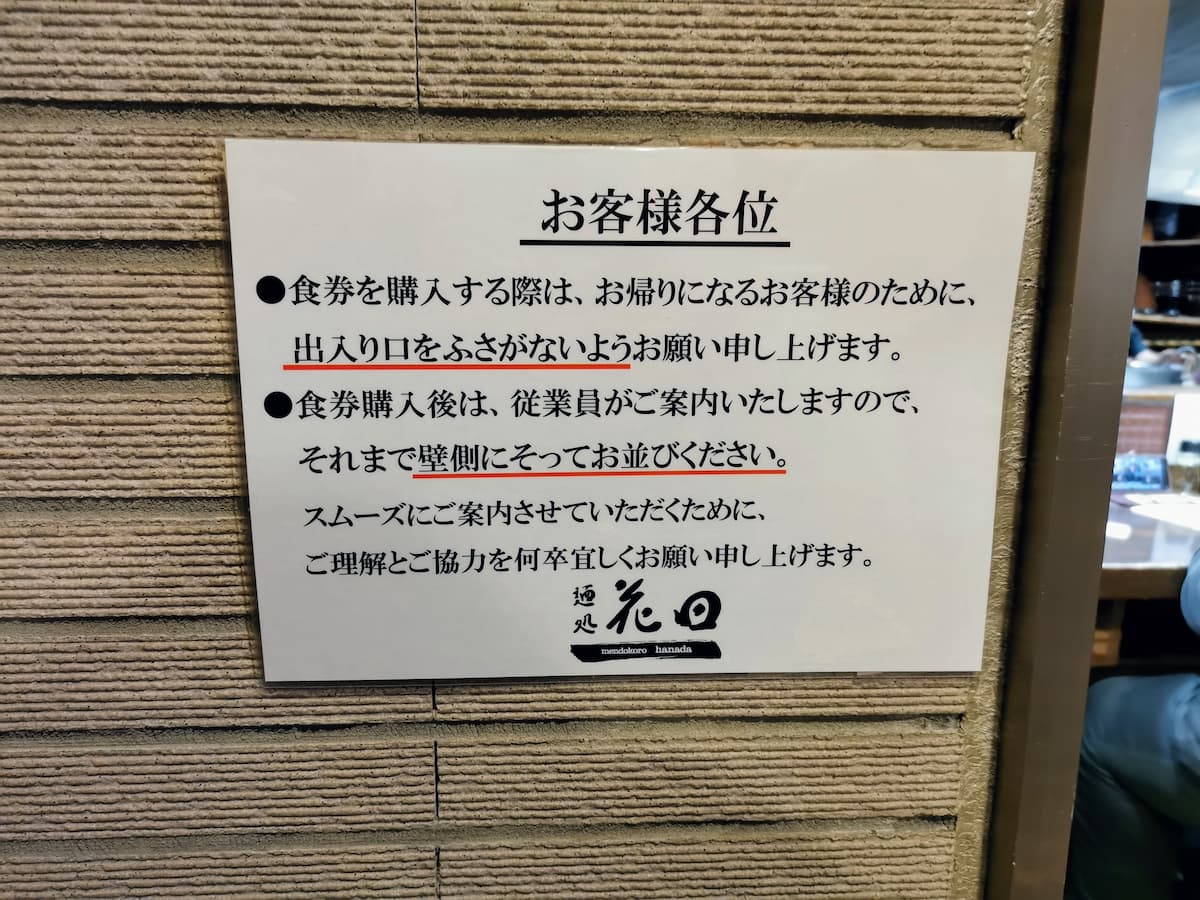 お客様各位
●食券を購入する際は、お帰りになるお客様のために、
出入り口をふさがないようお願い申し上げます。
●食券購入後は、従業員がご案内いたしますので、
それまで壁側にそってお並びください。
スムーズにご案内させていただくために、
ご理解とご協力を何卒宜しくお願い申し上げます。
麺処 花田
mendokoro hanada